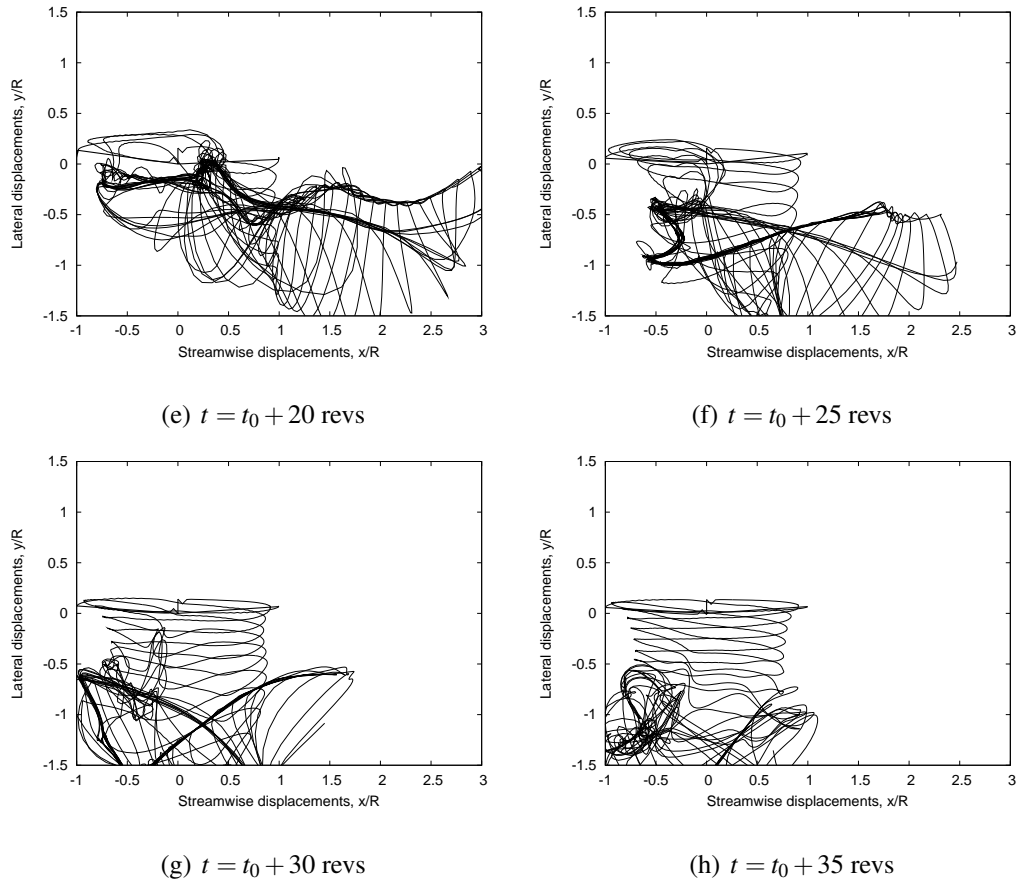 1.5
1
0.5
0
-0.5
-1
-1.5
-1 -0.5 0 0.5 1 1.5 2 2.5 3
Lateral displacements, y/R
Streamwise displacements, x/R
(e) t = t0 + 20 revs
1.5
1
0.5
0
-0.5
-1
-1.5
-1 -0.5 0 0.5 1 1.5 2 2.5 3
Lateral displacements, y/R
Streamwise displacements, x/R
(f) t = t0 + 25 revs
1.5
1
0.5
0
-0.5
-1
-1.5
-1 -0.5 0 0.5 1 1.5 2 2.5 3
Lateral displacements, y/R
Streamwise displacements, x/R
(g) t = t0 + 30 revs
1.5
1
0.5
0
-0.5
-1
-1.5
-1 -0.5 0 0.5 1 1.5 2 2.5 3
Lateral displacements, y/R
Streamwise displacements, x/R
(h) t = t0 + 35 revs